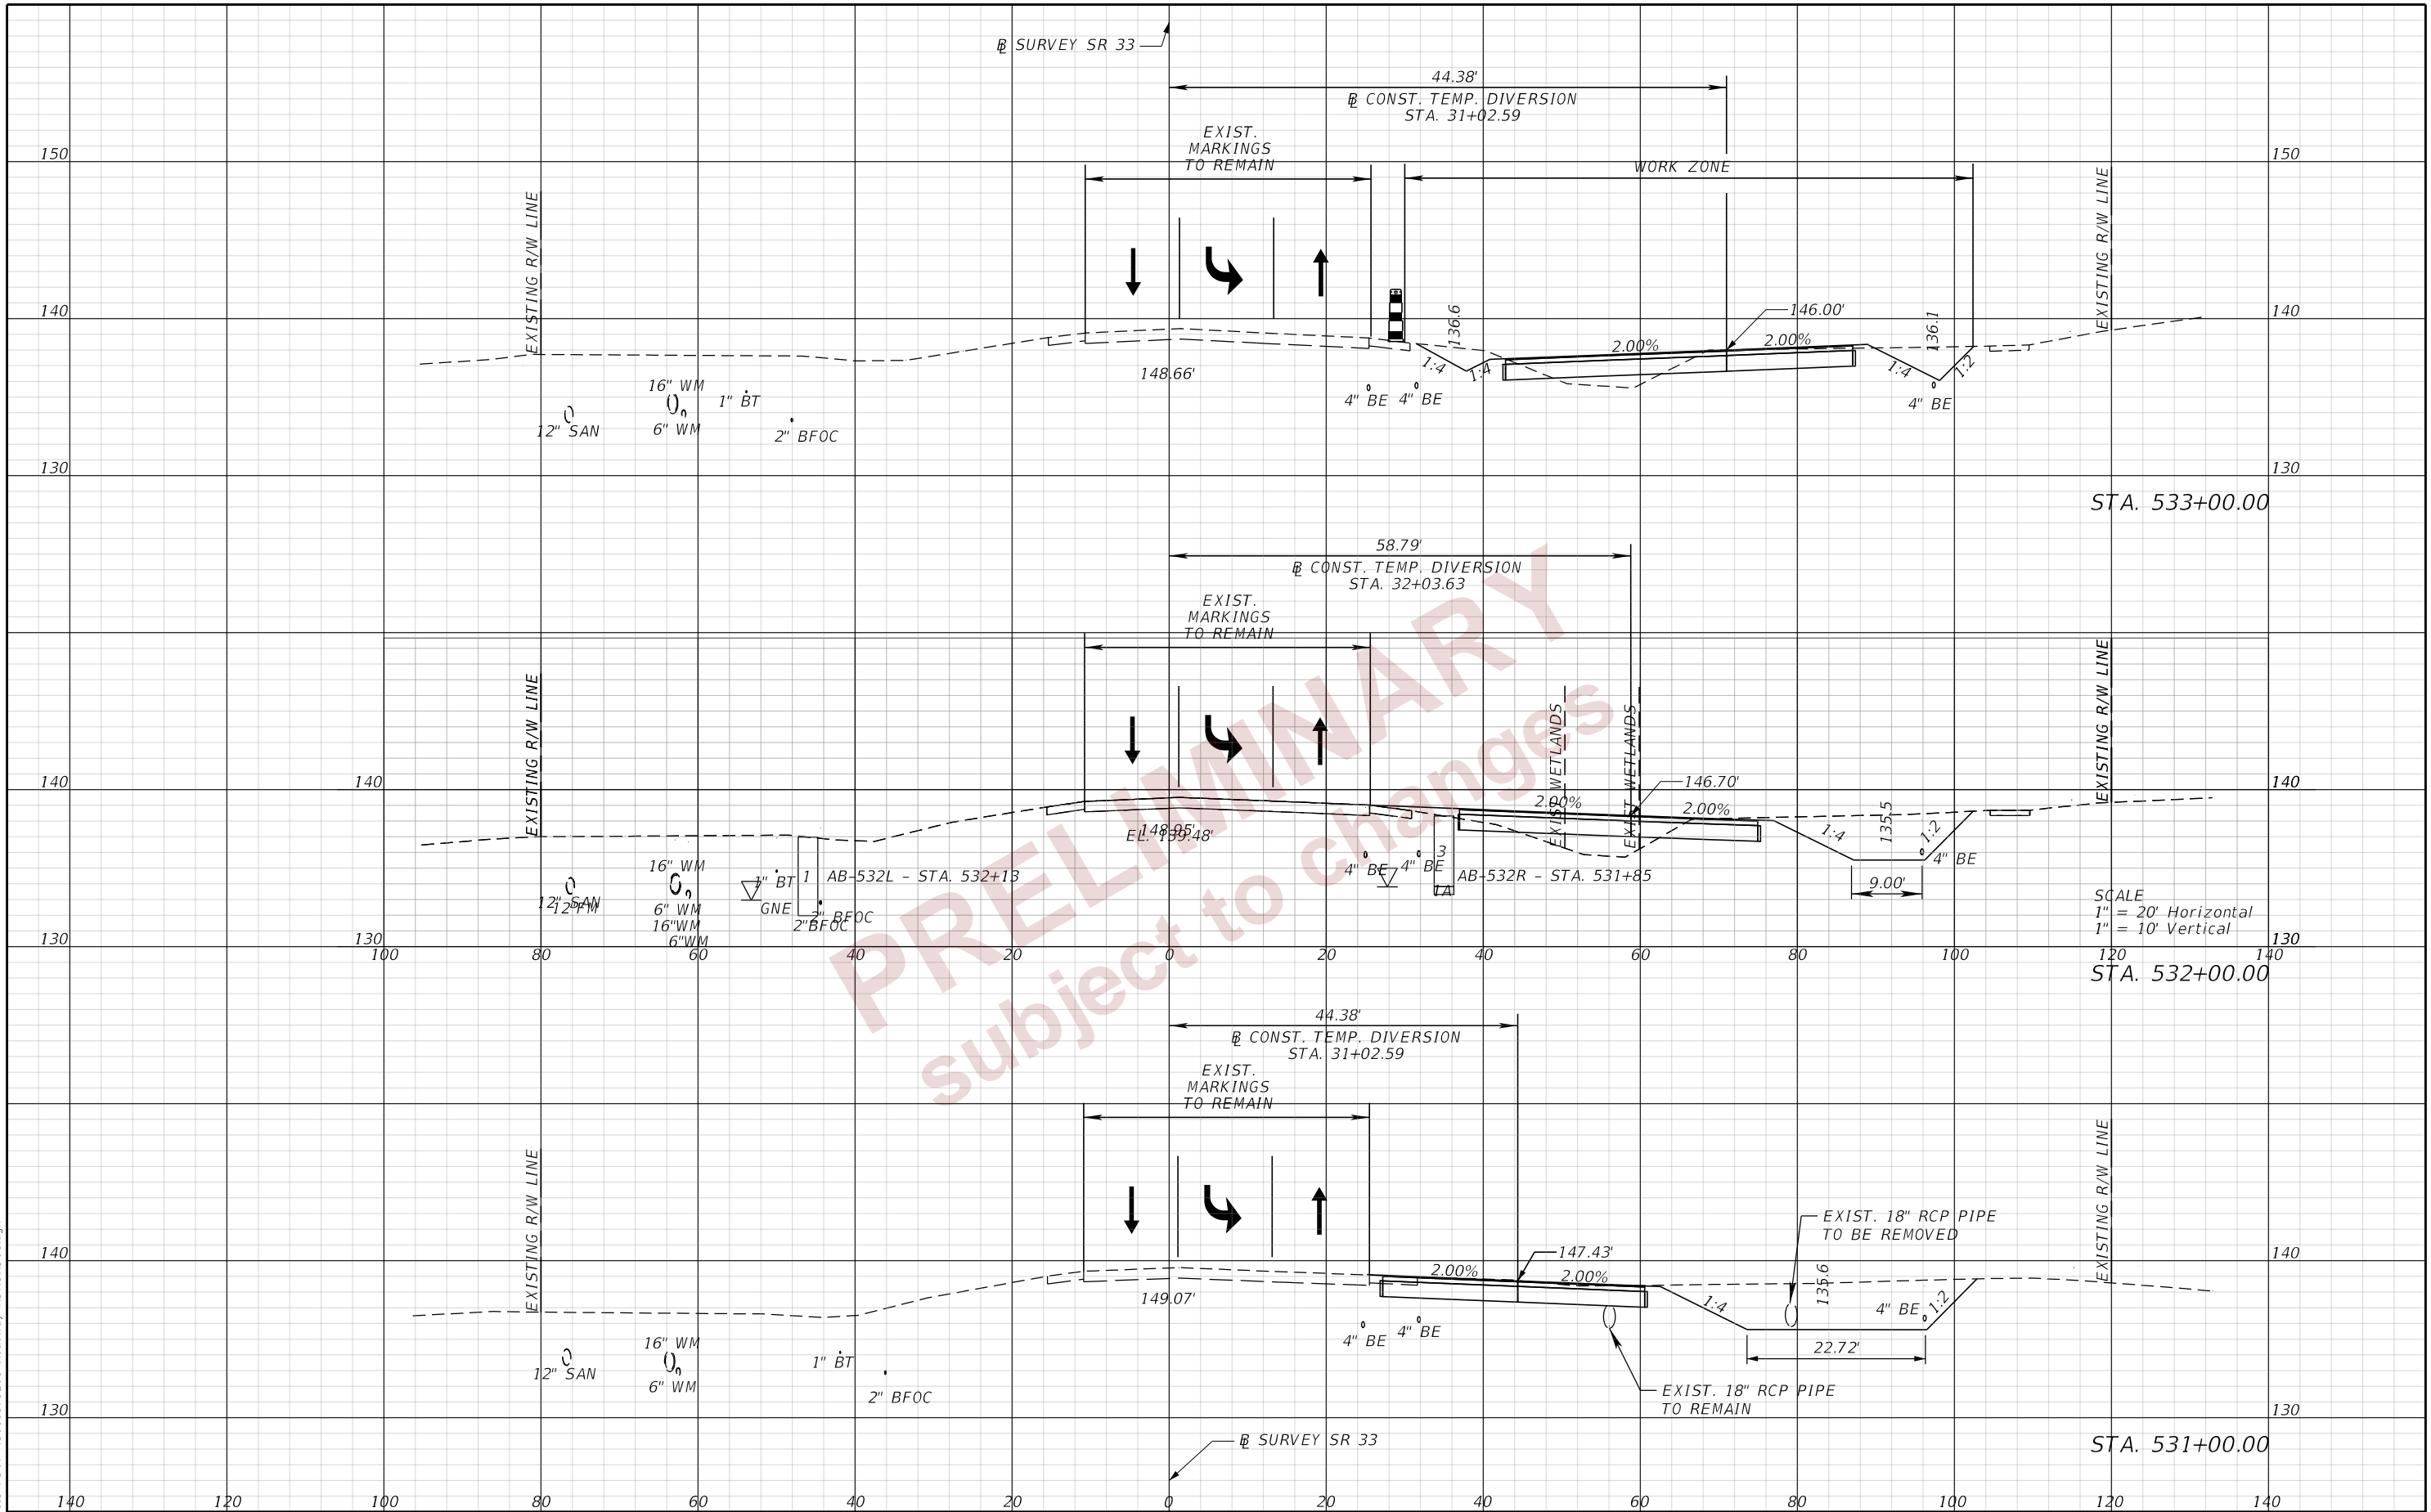 ℄ SURVEY SR 33
44.38'
℄ CONST. TEMP. DIVERSION
STA. 31+02.59
EXIST.
MARKINGS
TO REMAIN
WORK ZONE
150
150
EXISTING R/W LINE
EXISTING R/W LINE
140
140
136.6
146.00'
136.1
2.00%
2.00%
1:4
1:4
1:4
1:2
148.66'
16" WM
1" BT
12" SAN
6" WM
2" BFOC
4" BE
4" BE
4" BE
130
130
STA. 533+00.00
58.79'
℄ CONST. TEMP. DIVERSION
STA. 32+03.63
EXIST.
MARKINGS
TO REMAIN
EXISTING R/W LINE
EXIST WETLANDS
EXIST WETLANDS
EXISTING R/W LINE
140
140
146.70'
140
2.00%
2.00%
135.5
1:4
1:2
148.95'
EL. 139.48'
16" WM
1" BT
1
AB-532L - STA. 532+13
4" BE
4" BE
3
1A
AB-532R - STA. 531+85
4" BE
9.00'
12" SAN
12"FM
6" WM
GNE
2" BFOC
16"WM
2"BFOC
6"WM
SCALE
1" = 20' Horizontal
1" = 10' Vertical
130
130
130
100 80 60 40 20 0 20 40 60 80 100 120 140
STA. 532+00.00
PRELIMINARY
subject to changes
44.38'
℄ CONST. TEMP. DIVERSION
STA. 31+02.59
EXIST.
MARKINGS
TO REMAIN
EXISTING R/W LINE
EXISTING R/W LINE
EXIST. 18" RCP PIPE
TO BE REMOVED
140
140
147.43'
2.00%
2.00%
135.6
149.07'
1:4
1:2
4" BE
4" BE
4" BE
16" WM
12" SAN
6" WM
1" BT
2" BFOC
22.72'
EXIST. 18" RCP PIPE
TO REMAIN
130
130
℄ SURVEY SR 33
STA. 531+00.00
140 100 80 60 40 20 0 20 40 60 80 100 120 140